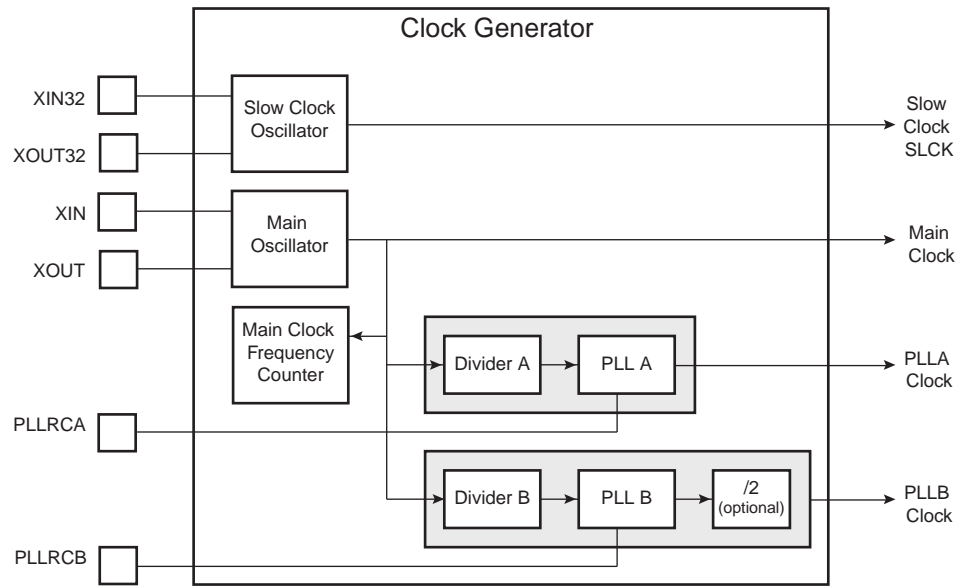 Clock Generator
XIN32
Slow Clock
Oscillator
Slow
Clock
SLCK
XOUT32
XIN
Main
Oscillator
Main
Clock
XOUT
Main Clock
Frequency
Counter
Divider A
PLL A
PLLA
Clock
PLLRCA
Divider B
PLL B
/2
(optional)
PLLB
Clock
PLLRCB